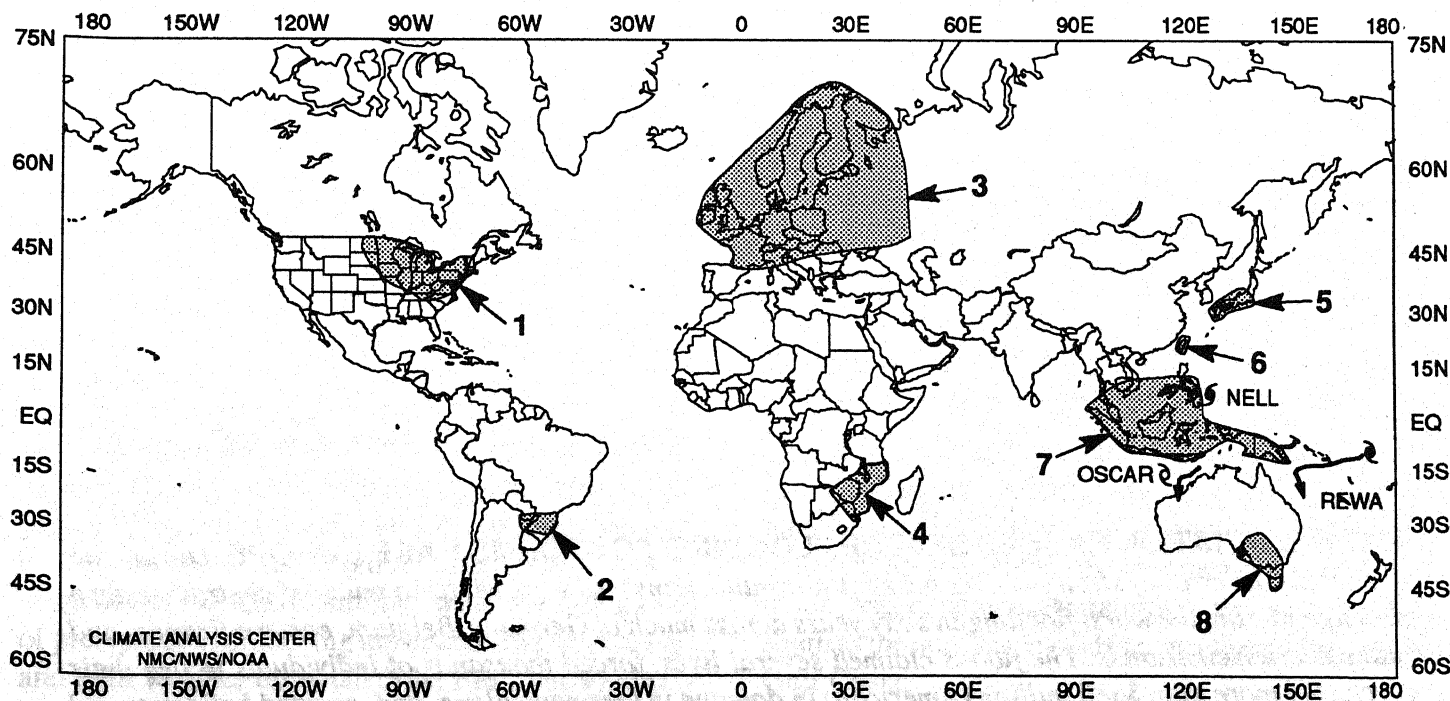 180 150W 120W 90W 60W 30W 0 30E 60E 90E 120E 150E 180
75N 75N
60N 60N
3
45N 45N
30N 30N
5
1
15N 15N
6
NELL
EQ EQ
15S 15S
7
OSCAR
REWA
30S 30S
4
45S 45S
2
8
CLIMATE ANALYSIS CENTER
NMC/NWS/NOAA
60S 60S
180 150W 120W 90W 60W 30W 0 30E 60E 90E 120E 150E 180